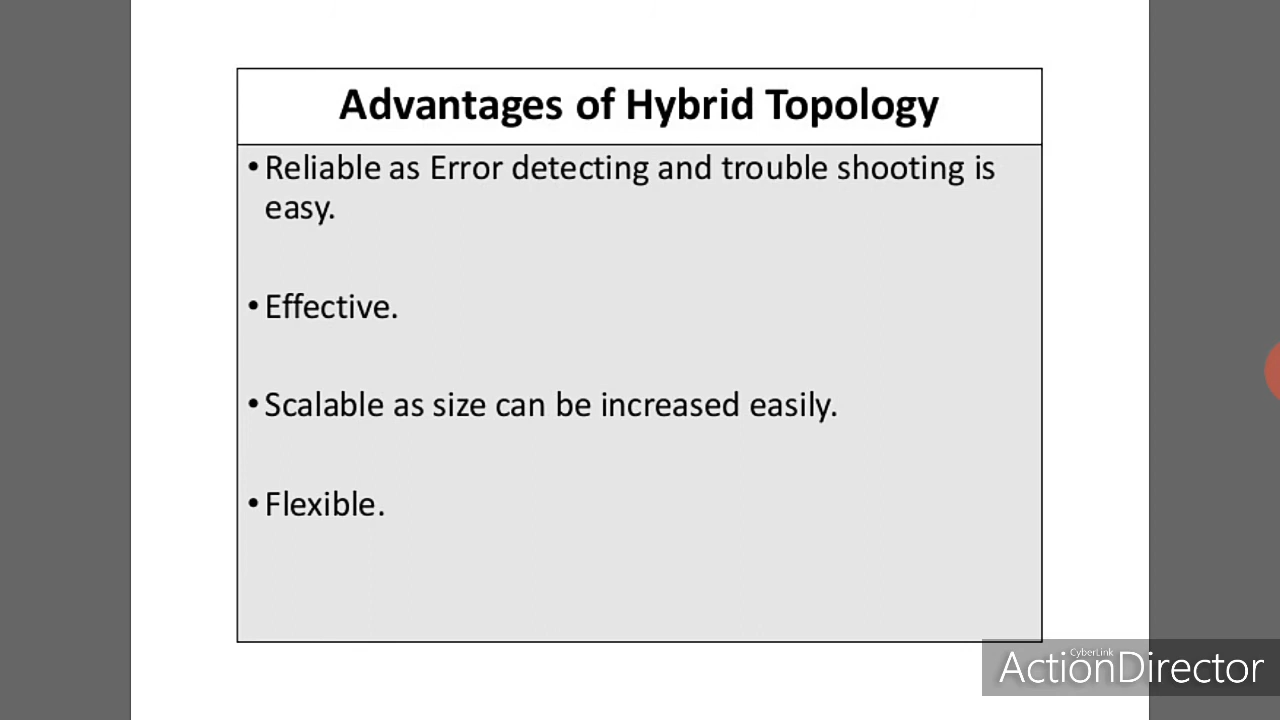 Advantages of Hybrid Topology
• Reliable as Error detecting and trouble shooting is
easy.
• Effective.
• Scalable as size can be increased easily.
• Flexible.
CyberLink
ActionDirector